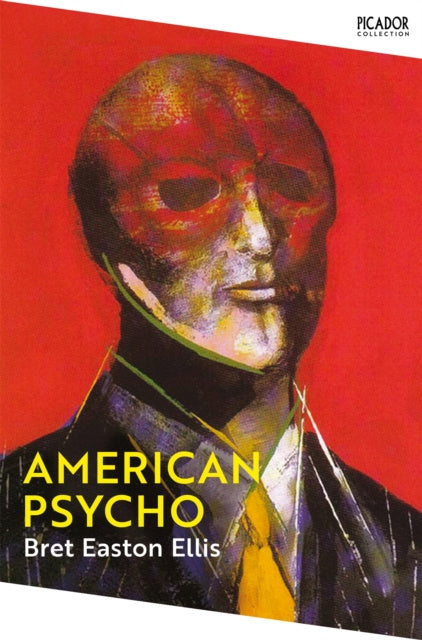 PICADOR
COLLECTION
AMERICAN
PSYCHO
Bret Easton Ellis